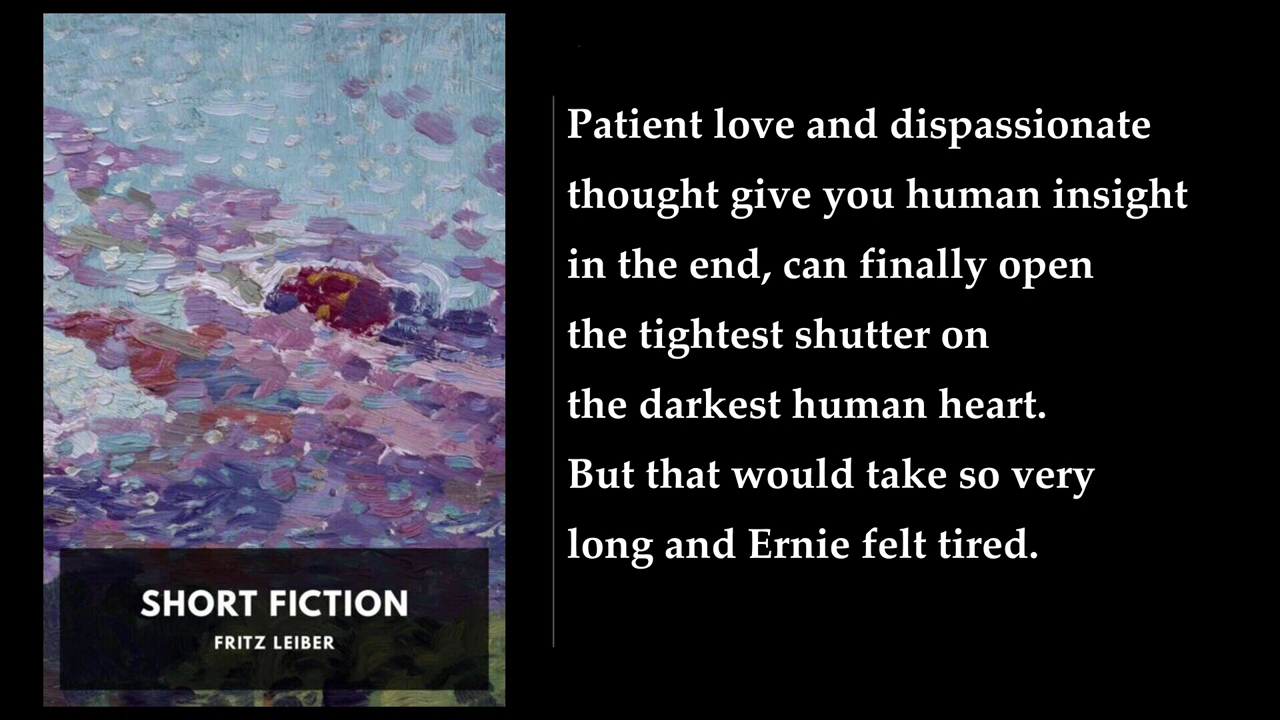 Patient love and dispassionate
thought give you human insight
in the end, can finally open
the tightest shutter on
the darkest human heart.
But that would take so very
long and Ernie felt tired.
SHORT FICTION
FRITZ LEIBER